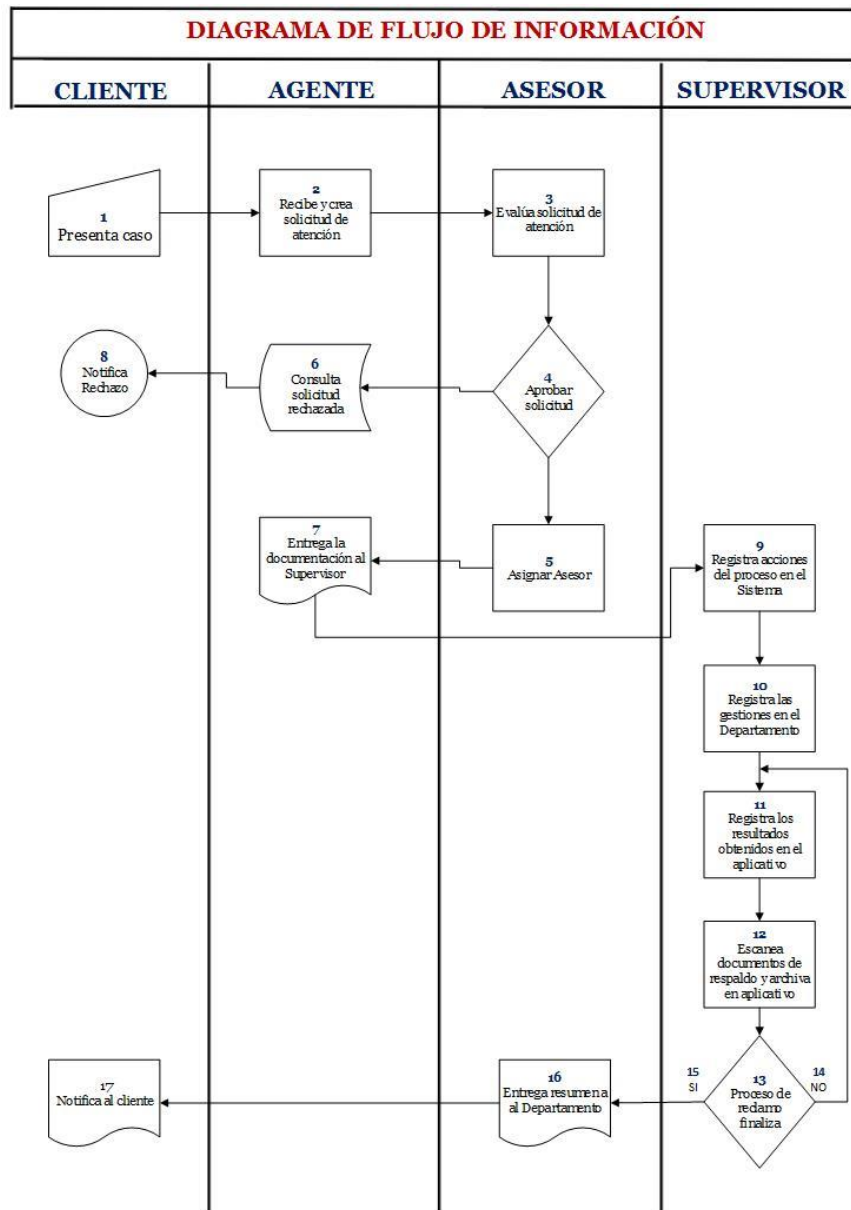 DIAGRAMA DE FLUJO DE INFORMACIÓN
CLIENTE
AGENTE
ASESOR
SUPERVISOR
1
Presenta caso
2
Recibe y crea
solicitud de
atención
3
Evalúa solicitud de
atención
4
Aprobar
solicitud
6
Consulta
solicitud
rechazada
8
Notifica
Rechazo
5
Asignar Asesor
7
Entrega la
documentación al
Supervisor
9
Registra acciones
del proceso en el
Sistema
10
Registra las
gestiones en el
Departamento
11
Registra los
resultados
obtenidos en el
aplicativo
12
Escanea
documentos de
respaldo y archiva
en aplicativo
13
Proceso de
reclamo
finaliza
14
NO
15
SI
16
Entrega resumen a
al Departamento
17
Notifica al cliente